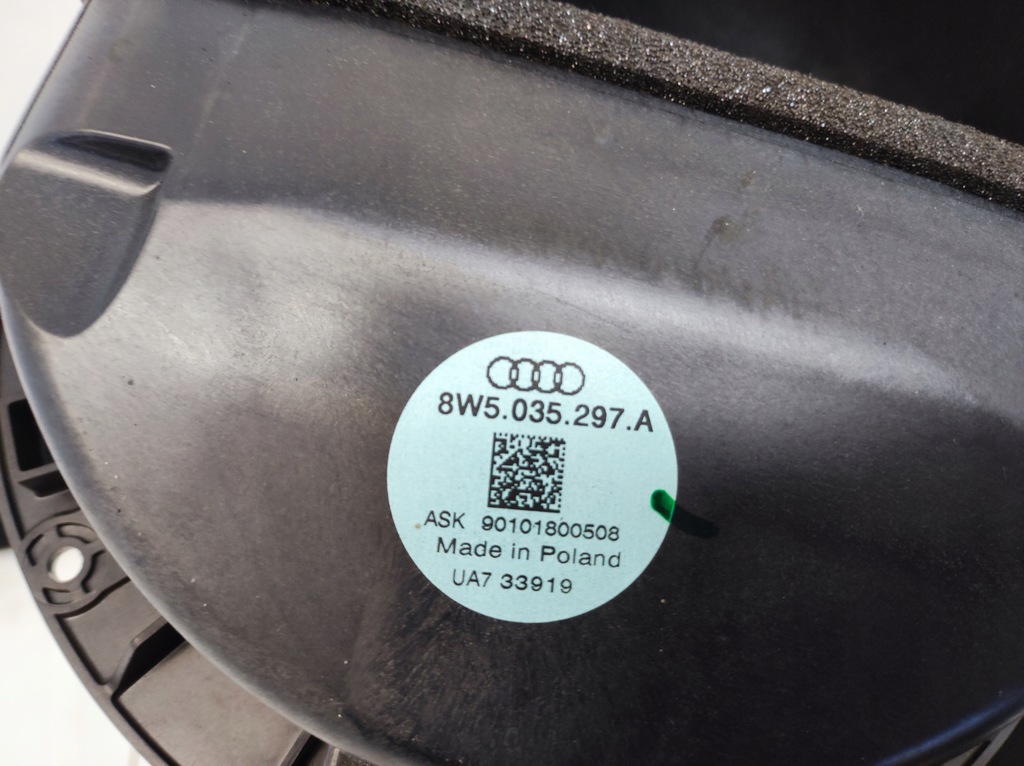 8W5.035.297.A
ASK 90101800508
Made in Poland
UA7 33919